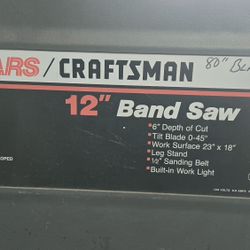 ARS/CRAFTSMAN
80"
12" Band Saw
• 6" Depth of Cut
• Tilt Blade 0-45°
• Work Surface 23" x 18"
• Leg Stand
• ½" Sanding Belt
• Built-in Work Light
OPED